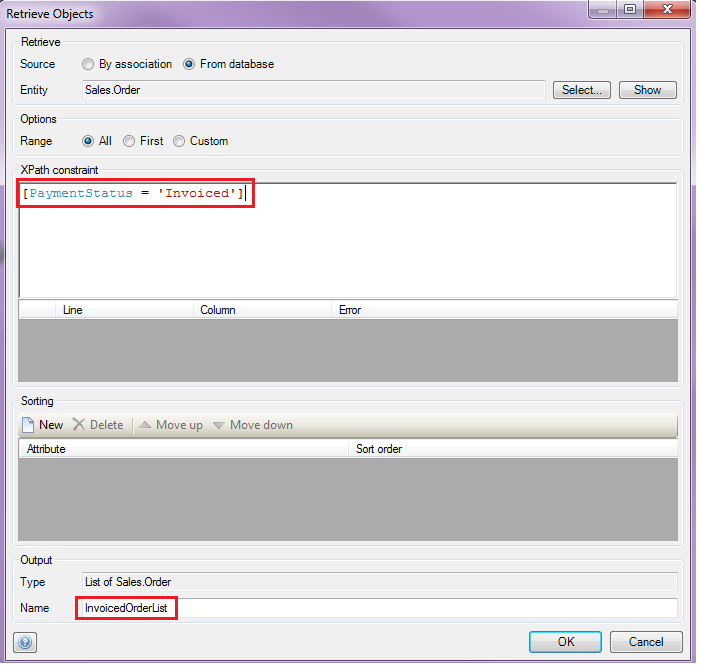 Retrieve Objects
Retrieve
Source By association From database
Entity Sales.Order Select... Show
Options
Range All First Custom
XPath constraint
[PaymentStatus = 'Invoiced']
Line Column Error
Sorting
New Delete Move up Move down
Attribute Sort order
Output
Type List of Sales.Order
Name InvoicedOrderList
OK Cancel